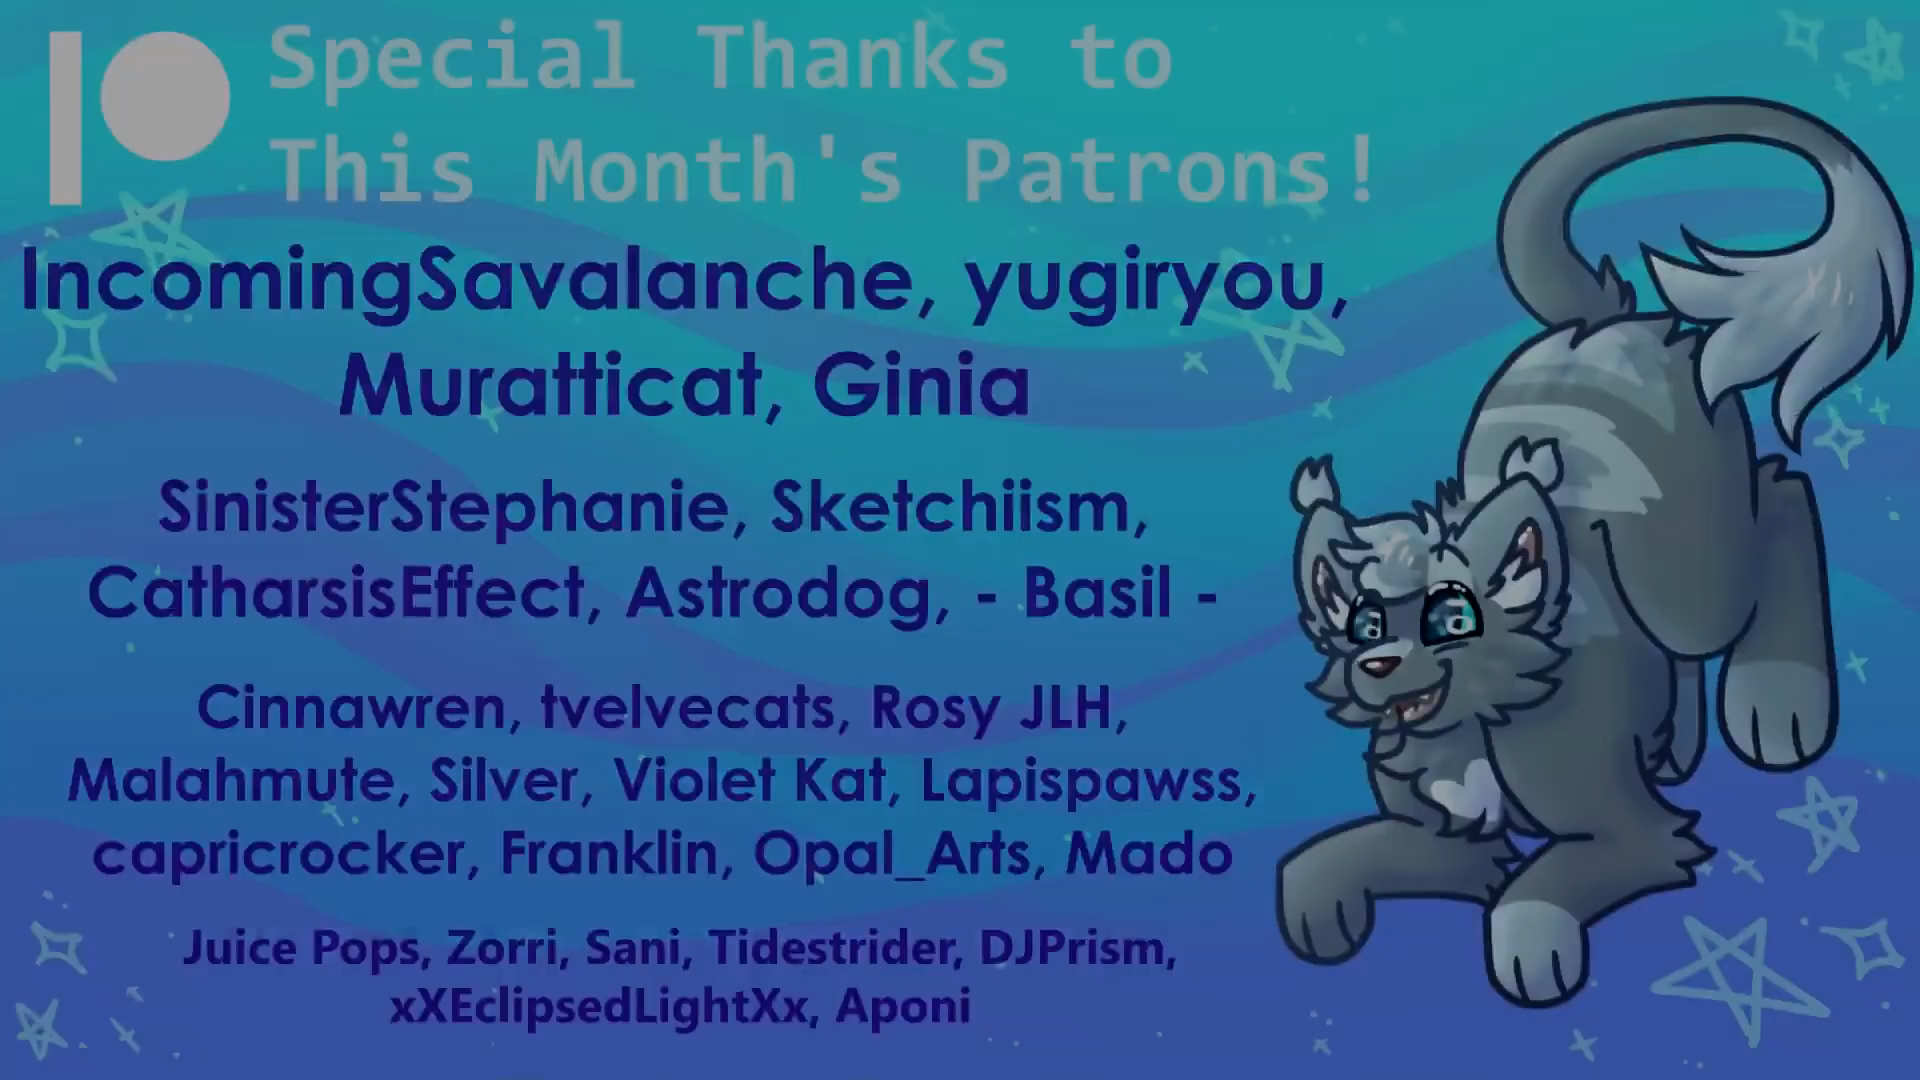 Special Thanks to
This Month's Patrons!
IncomingSavalanche, yugiryou,
Muratticat, Ginia
SinisterStephanie, Sketchiism,
CatharsisEffect, Astrodog, - Basil -
Cinnawren, tvelvecats, Rosy JLH,
Malahmute, Silver, Violet Kat, Lapispawss,
capricrocker, Franklin, Opal_Arts, Mado
Juice Pops, Zorri, Sani, Tidestrider, DJPrism,
xXEclipsedLightXx, Aponi